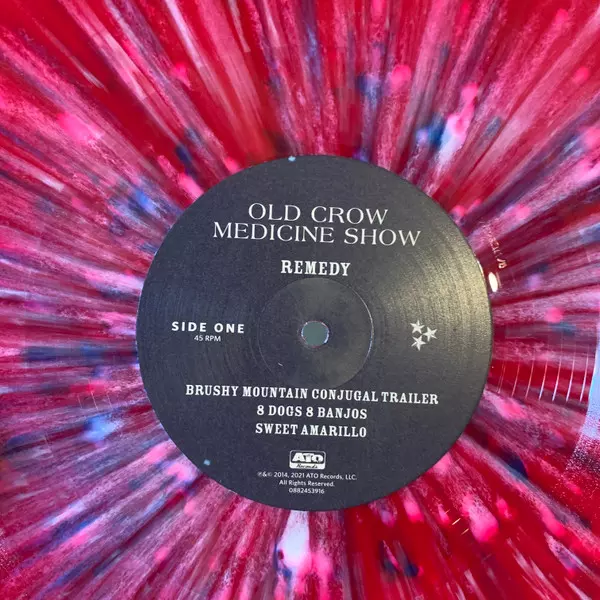 OLD CROW
MEDICINE SHOW
REMEDY
SIDE ONE
45 RPM
BRUSHY MOUNTAIN CONJUGAL TRAILER
8 DOGS 8 BANJOS
SWEET AMARILLO
ATO
Records
℗&© 2014, 2021 ATO Records, LLC.
All Rights Reserved.
0882453916